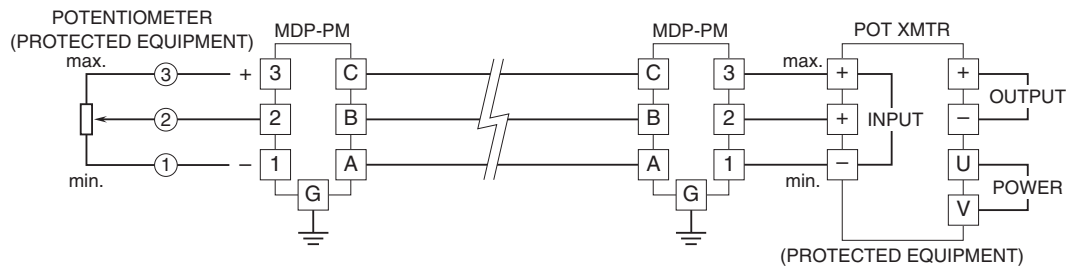 POTENTIOMETER
(PROTECTED EQUIPMENT)
MDP-PM
MDP-PM
POT XMTR
max.
3
+
3
C
C
3
max.
+
+
OUTPUT
2
2
B
B
2
+
INPUT
–
1
–
1
A
A
1
–
U
POWER
min.
min.
G
G
V
(PROTECTED EQUIPMENT)